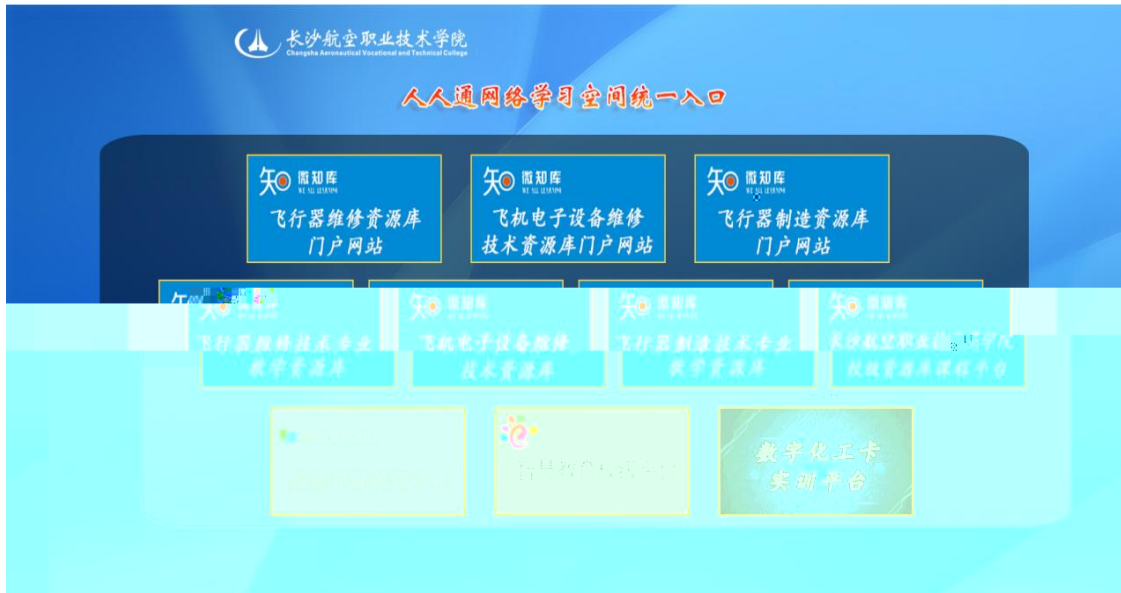 长沙航空职业技术学院
Changsha Aeronautical Vocational and Technical College
人人通网络学习空间统一入口
微知库
飞行器维修资源库
门户网站
微知库
飞机电子设备维修
技术资源库门户网站
微知库
飞行器制造资源库
门户网站
微知库
飞行器维修技术专业
教学资源库
微知库
飞机电子设备维修
技术资源库
微知库
飞行器制造技术专业
教学资源库
微知库
长沙航空职业技术学院
校级资源库课程平台
数字化工卡
实训平台